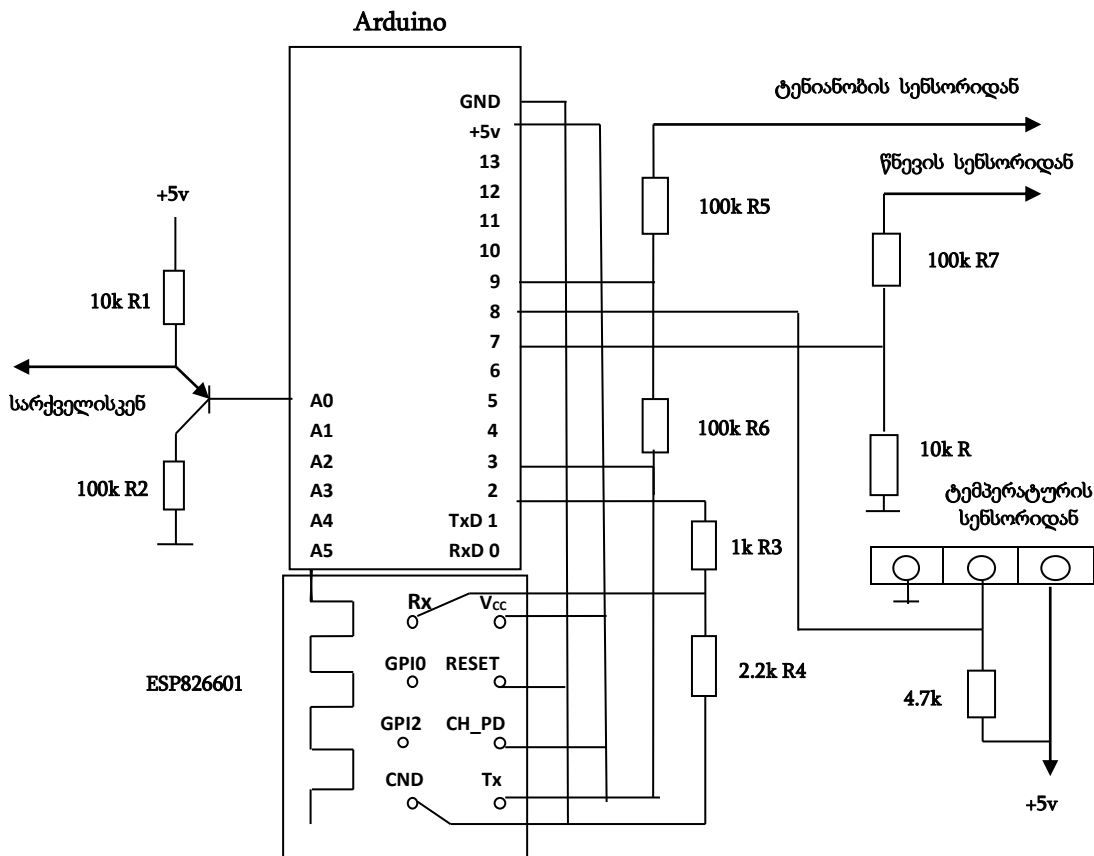 Arduino
GND
+5v
13
12
11
10
9
8
7
6
5
4
3
2
TxD 1
RxD 0
A0
A1
A2
A3
A4
A5
+5v
10k R1
სარქველისკენ
100k R2
ტენიანობის სენსორიდან
წნევის სენსორიდან
100k R5
100k R7
100k R6
10k R
ტემპერატურის
სენსორიდან
1k R3
2.2k R4
4.7k
+5v
ESP826601
Rx
VCC
GPI0
RESET
GPI2
CH_PD
CND
Tx